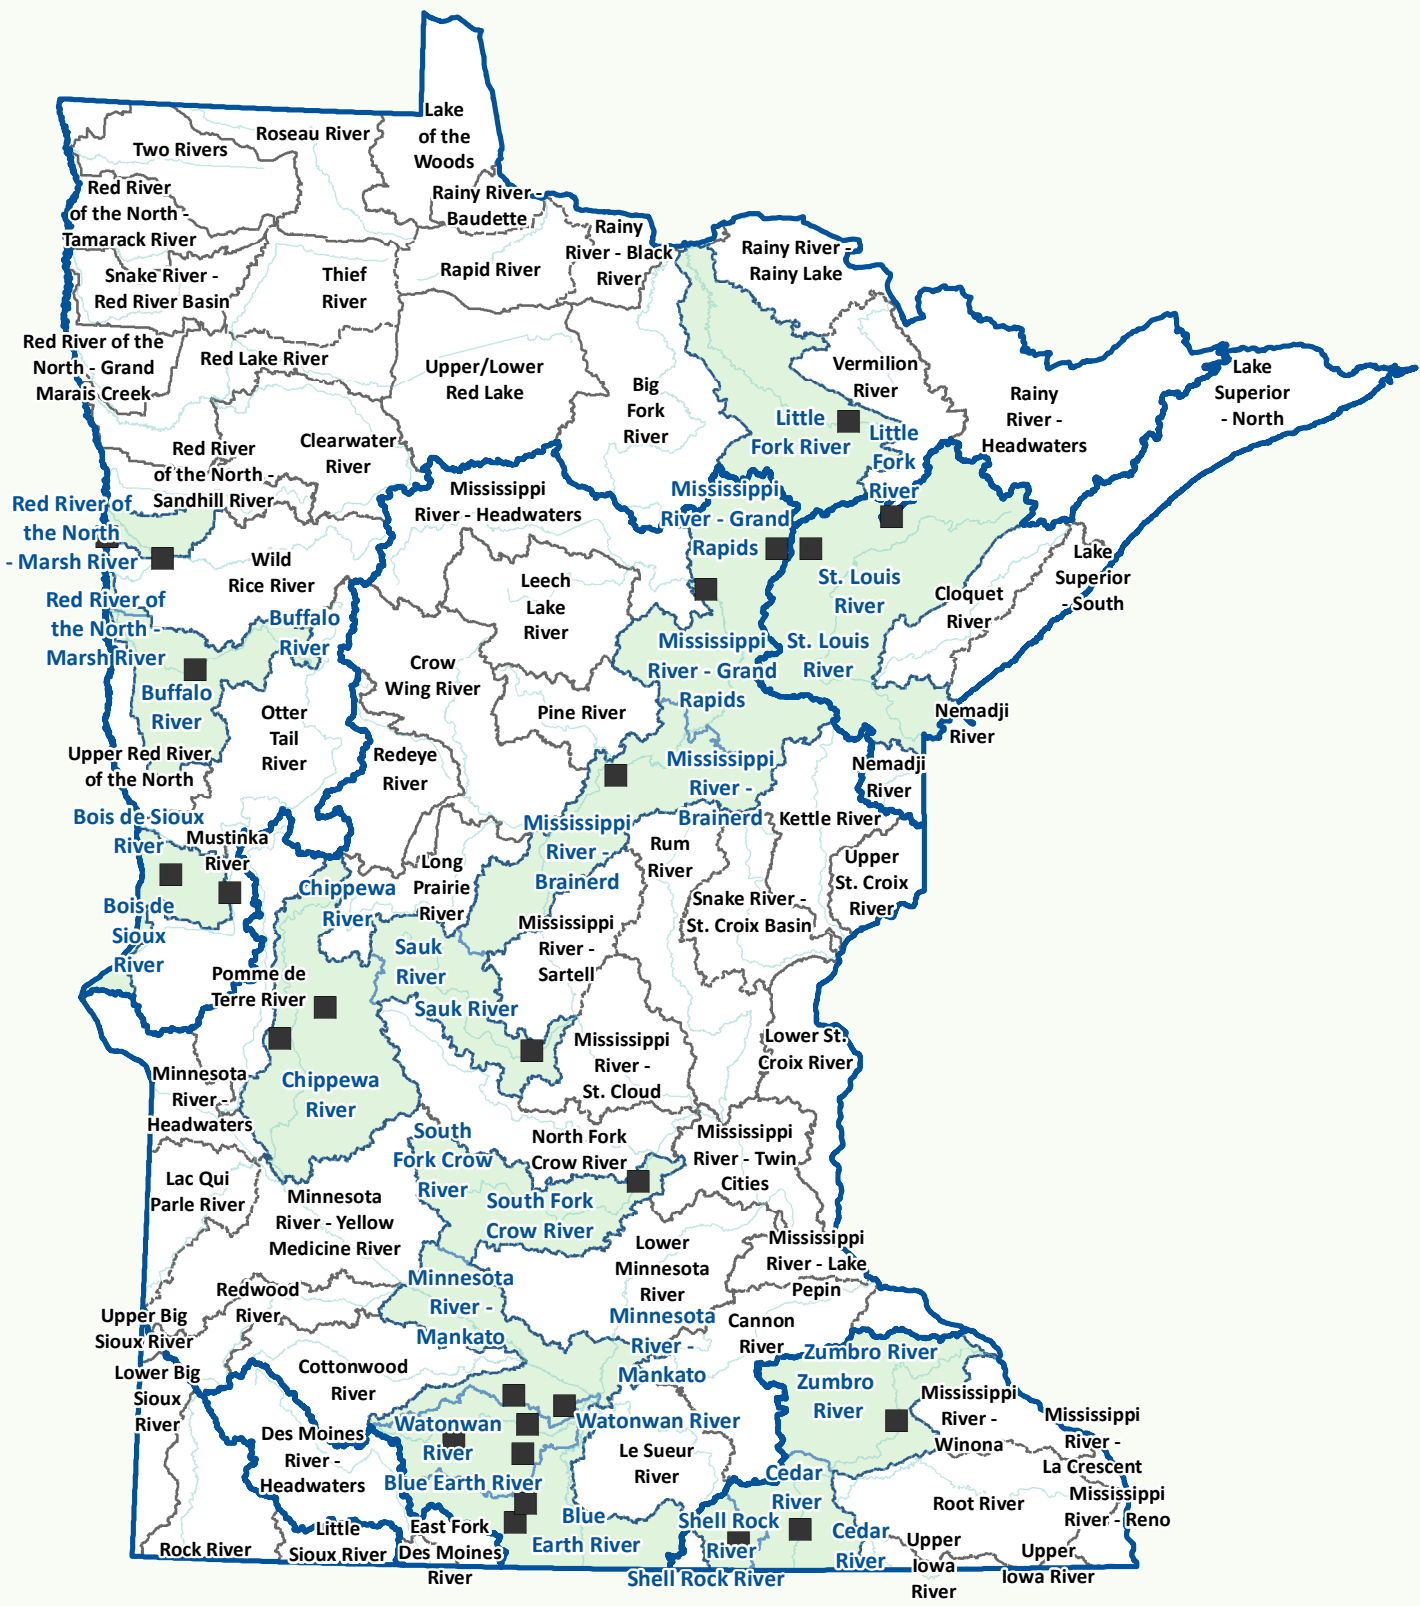 Lake
of the
Woods
Roseau River
Two Rivers
Red River
of the North -
Tamarack River
Rainy River -
Baudette
Rainy
River - Black
River
Rainy River -
Rainy Lake
Snake River -
Red River Basin
Thief
River
Rapid River
Red River of the
North - Grand
Marais Creek
Red Lake River
Upper/Lower
Red Lake
Big
Fork
River
Vermilion
River
Rainy
River -
Headwaters
Lake
Superior
- North
Little
Fork River
Little
Fork
River
Red River
of the North -
Sandhill River
Clearwater
River
Mississippi
River - Headwaters
Mississippi
River - Grand
Rapids
Red River of
the North
- Marsh River
Wild
Rice River
Leech
Lake
River
St. Louis
River
Cloquet
River
Lake
Superior
- South
Red River of
the North -
Marsh River
Buffalo
River
Crow
Wing River
Mississippi
River - Grand
Rapids
St. Louis
River
Buffalo
River
Otter
Tail
River
Pine River
Nemadji
River
Upper Red River
of the North
Redeye
River
Mississippi
River -
Brainerd
Nemadji
River
Bois de Sioux
River
Mustinka
River
Mississippi
River -
Brainerd
Kettle River
Rum
River
Upper
St. Croix
River
Long
Prairie
River
Chippewa
River
Snake River -
St. Croix Basin
Bois de
Sioux
River
Sauk
River
Mississippi
River -
Sartell
Pomme de
Terre River
Sauk River
Mississippi
River -
St. Cloud
Lower St.
Croix River
Minnesota
River -
Headwaters
Chippewa
River
South
Fork Crow
River
North Fork
Crow River
Mississippi
River - Twin
Cities
Lac Qui
Parle River
Minnesota
River - Yellow
Medicine River
South Fork
Crow River
Lower
Minnesota
River
Mississippi
River - Lake
Pepin
Redwood
River
Minnesota
River -
Mankato
Upper Big
Sioux River
Minnesota
River -
Mankato
Cannon
River
Zumbro River
Lower Big
Sioux
River
Cottonwood
River
Zumbro
River
Mississippi
River -
Winona
Watonwan
River
Watonwan River
Mississippi
River -
La Crescent
Des Moines
River -
Headwaters
Le Sueur
River
Blue Earth River
Cedar
River
Root River
Mississippi
River - Reno
Blue
Earth River
Shell Rock
River
Cedar
River
Rock River
Little
Sioux River
East Fork
Des Moines
River
Upper
Iowa
River
Upper
Iowa River
Shell Rock River